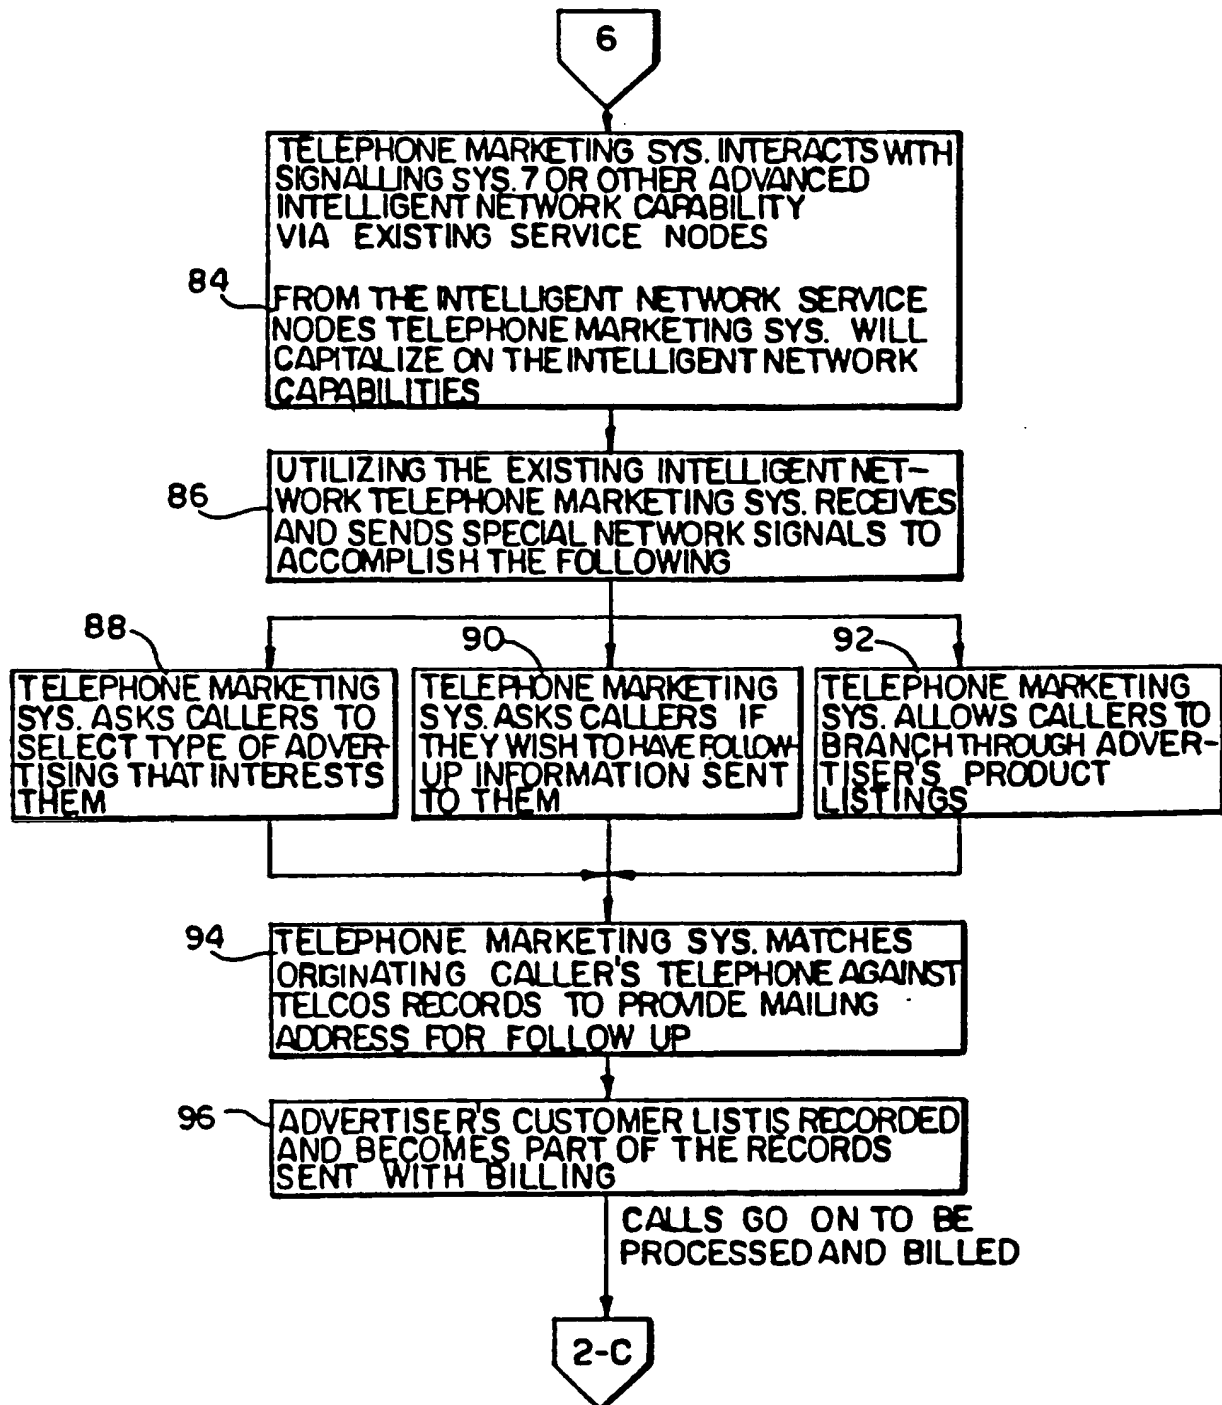 6
TELEPHONE MARKETING SYS. INTERACTS WITH
SIGNALLING SYS. 7 OR OTHER ADVANCED
INTELLIGENT NETWORK CAPABILITY
VIA EXISTING SERVICE NODES
84
FROM THE INTELLIGENT NETWORK SERVICE
NODES TELEPHONE MARKETING SYS. WILL
CAPITALIZE ON THE INTELLIGENT NETWORK
CAPABILITIES
86
UTILIZING THE EXISTING INTELLIGENT NET-
WORK TELEPHONE MARKETING SYS. RECEIVES
AND SENDS SPECIAL NETWORK SIGNALS TO
ACCOMPLISH THE FOLLOWING
88
TELEPHONE MARKETING
SYS. ASKS CALLERS TO
SELECT TYPE OF ADVER-
TISING THAT INTERESTS
THEM
90
TELEPHONE MARKETING
SYS. ASKS CALLERS IF
THEY WISH TO HAVE FOLLOW-
UP INFORMATION SENT
TO THEM
92
TELEPHONE MARKETING
SYS. ALLOWS CALLERS TO
BRANCH THROUGH ADVER-
TISER'S PRODUCT
LISTINGS
94
TELEPHONE MARKETING SYS. MATCHES
ORIGINATING CALLER'S TELEPHONE AGAINST
TELCOS RECORDS TO PROVIDE MAILING
ADDRESS FOR FOLLOW UP
96
ADVERTISER'S CUSTOMER LIST IS RECORDED
AND BECOMES PART OF THE RECORDS
SENT WITH BILLING
CALLS GO ON TO BE
PROCESSED AND BILLED
2-C